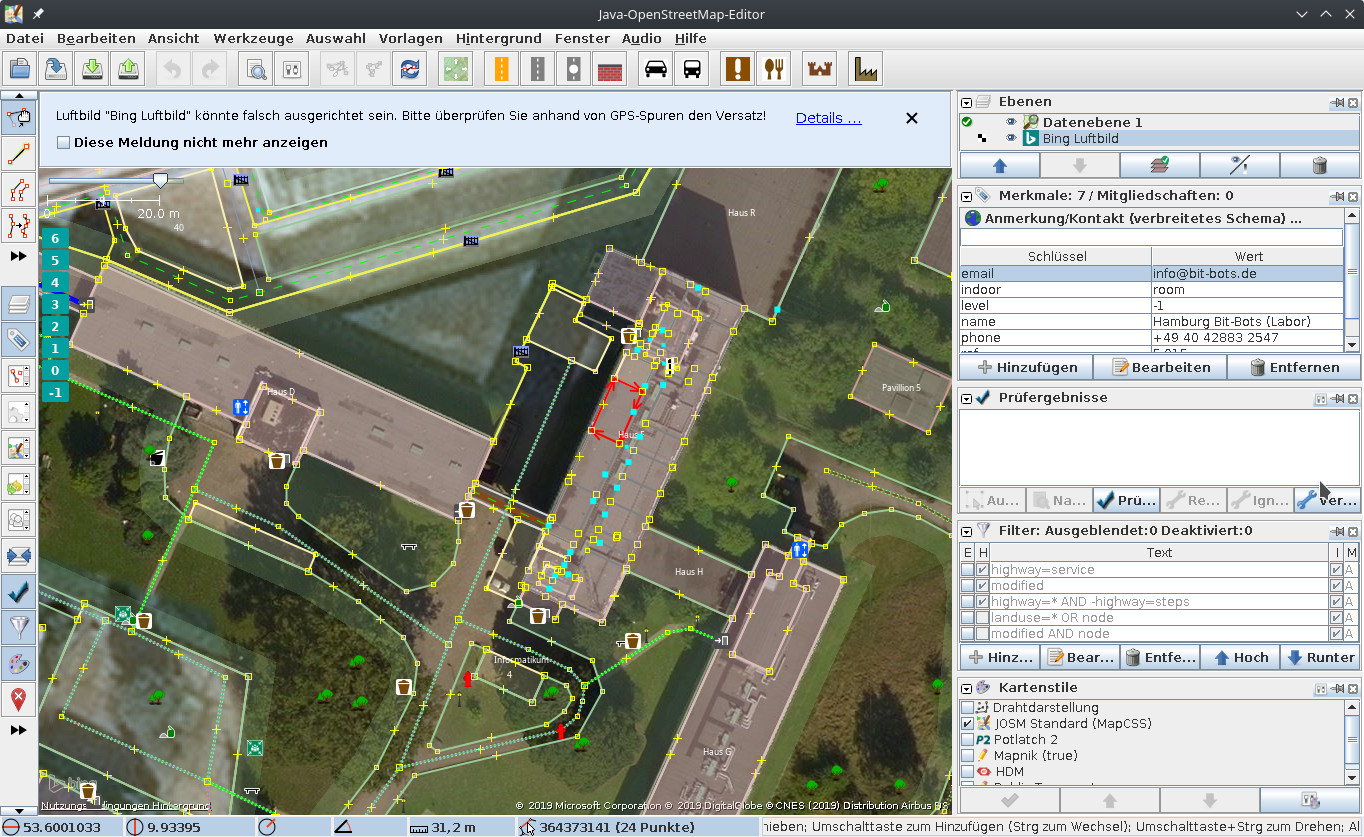 Java-OpenStreetMap-Editor
Datei Bearbeiten Ansicht Werkzeuge Auswahl Vorlagen Hintergrund Fenster Audio Hilfe
Luftbild "Bing Luftbild" könnte falsch ausgerichtet sein. Bitte überprüfen Sie anhand von GPS-Spuren den Versatz! Details ...
Diese Meldung nicht mehr anzeigen
0 20.0 m
40
6
5
4
3
2
1
0
-1
Haus R
Haus D
Pavillion 5
Haus H
Informatikum
4
Haus G
© 2019 Microsoft Corporation © 2019 DigitalGlobe © CNES (2019) Distribution Airbus DS
Ebenen
Datenebene 1
Bing Luftbild
Merkmale: 7 / Mitgliedschaften: 0
Anmerkung/Kontakt (verbreitetes Schema) ...
Schlüssel Wert
email info@bit-bots.de
indoor room
level -1
name Hamburg Bit-Bots (Labor)
phone +49 40 42883 2547
Hinzufügen Bearbeiten Entfernen
Prüfergebnisse
Au... Na... Prü... Re... Ign... Ver...
Filter: Ausgeblendet:0 Deaktiviert:0
E H Text I M
highway=service A
modified A
highway=* AND -highway=steps A
landuse=* OR node A
modified AND node A
Hinz... Bear... Entfe... Hoch Runter
Kartenstile
Drahtdarstellung
JOSM Standard (MapCSS)
P2 Potlatch 2
Mapnik (true)
HDM
53.6001033 9.93395 31,2 m 364373141 (24 Punkte) hieben; Umschalttaste zum Hinzufügen (Strg zum Wechsel); Umschalttaste+Strg zum Drehen; Al